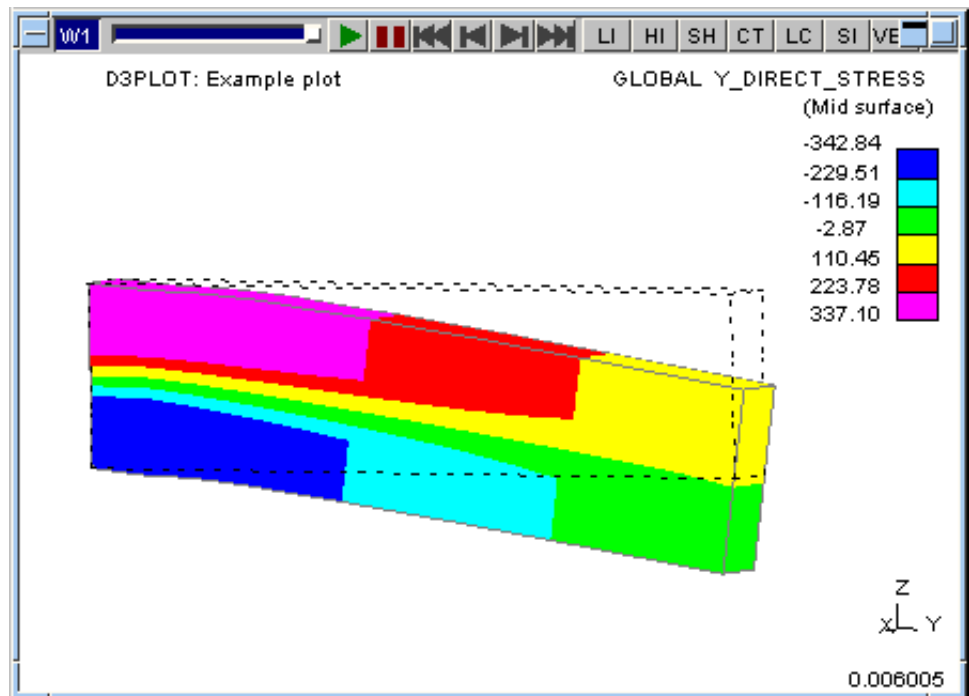 W1 LI HI SH CT LC SI VE
D3PLOT: Example plot
GLOBAL Y_DIRECT_STRESS
(Mid surface)
-342.84
-229.51
-116.19
-2.87
110.45
223.78
337.10
Z
X Y
0.006005